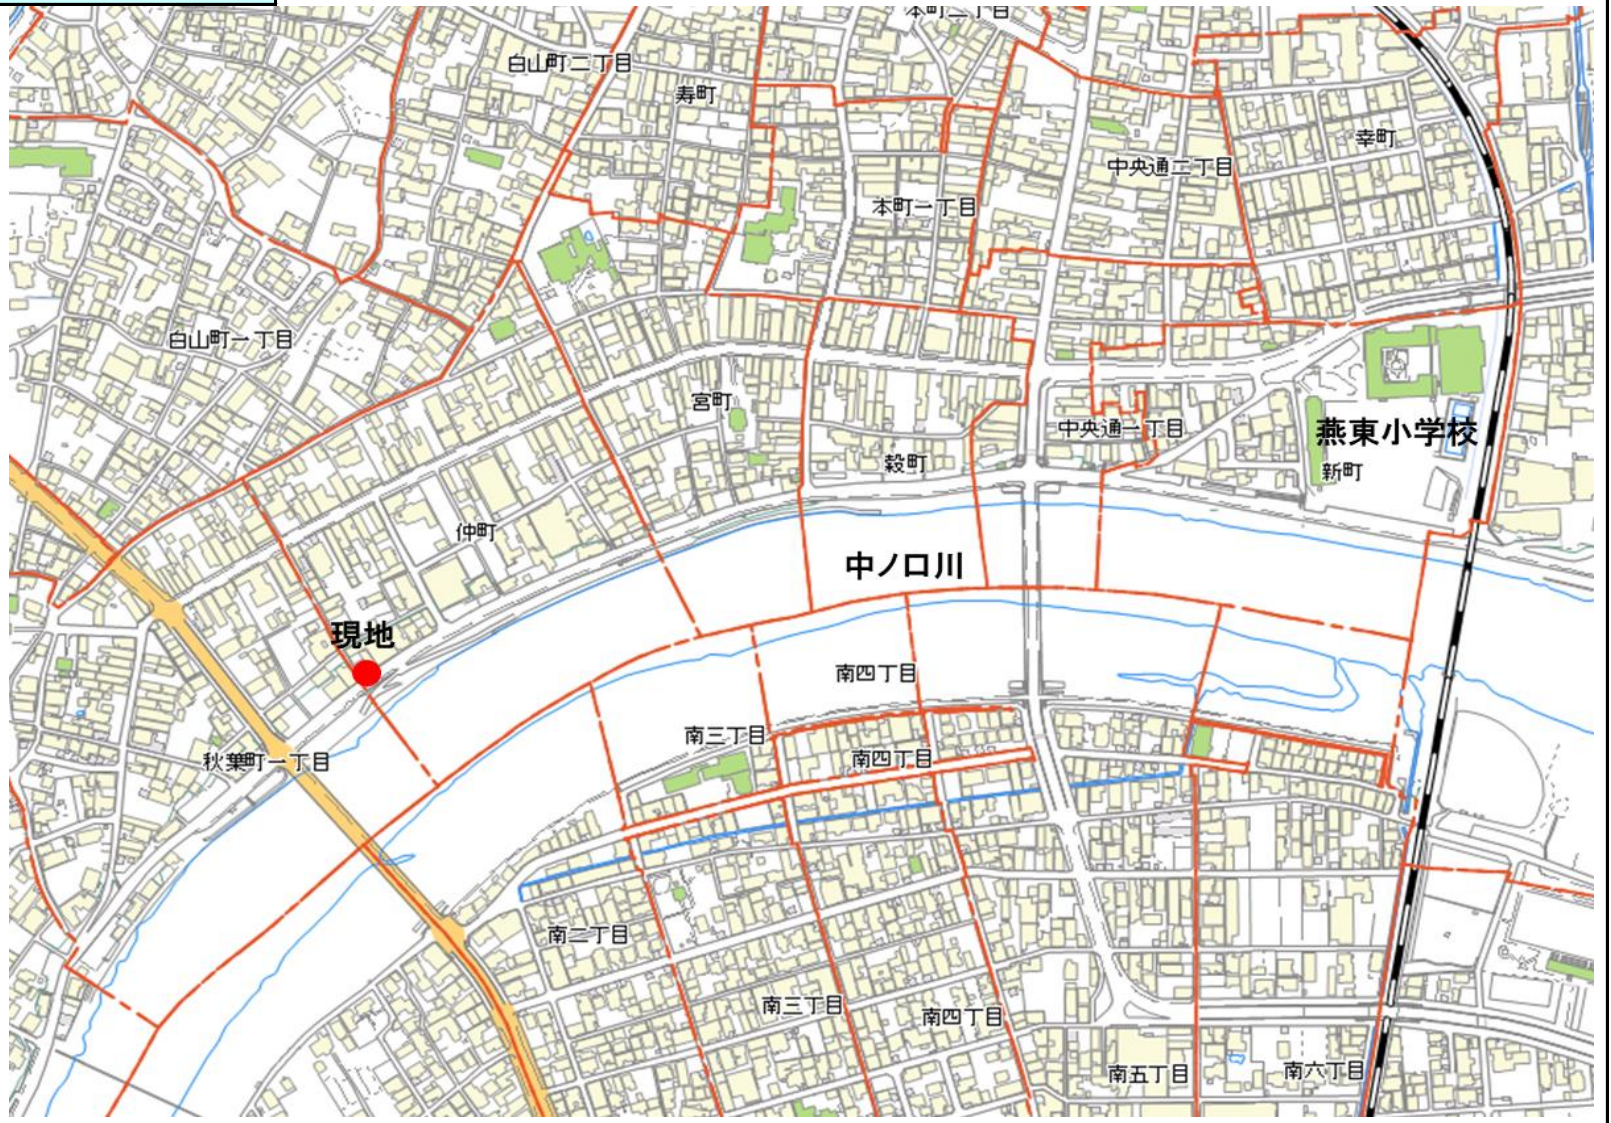 本町二丁目
白山町二丁目
寿町
幸町
中央通二丁目
本町一丁目
白山町一丁目
宮町
中央通一丁目
燕東小学校
穀町
新町
仲町
中ノ口川
現地
南四丁目
南三丁目
南四丁目
秋葉町一丁目
南二丁目
南三丁目
南四丁目
南五丁目
南六丁目